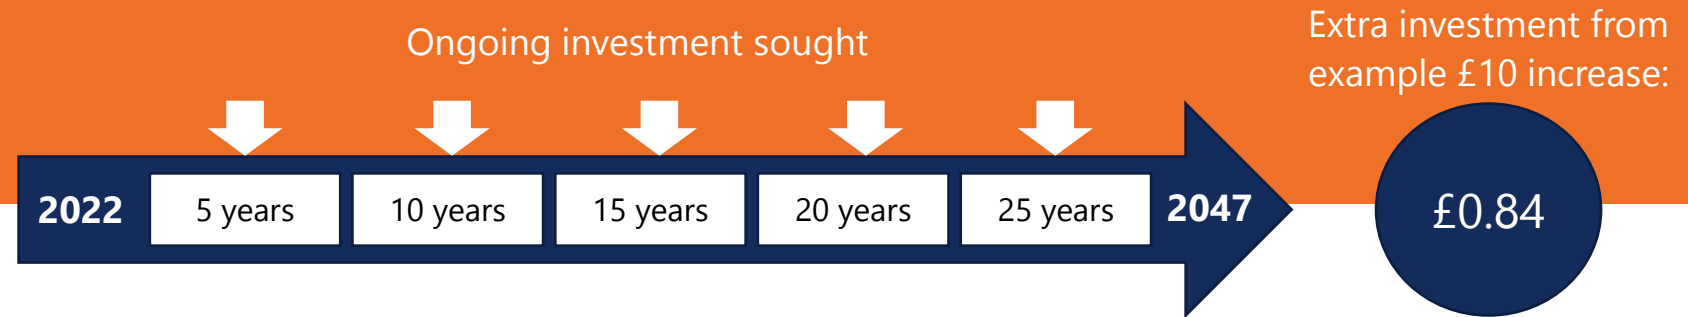 Ongoing investment sought
Extra investment from
example £10 increase:
2022
5 years
10 years
15 years
20 years
25 years
2047
£0.84